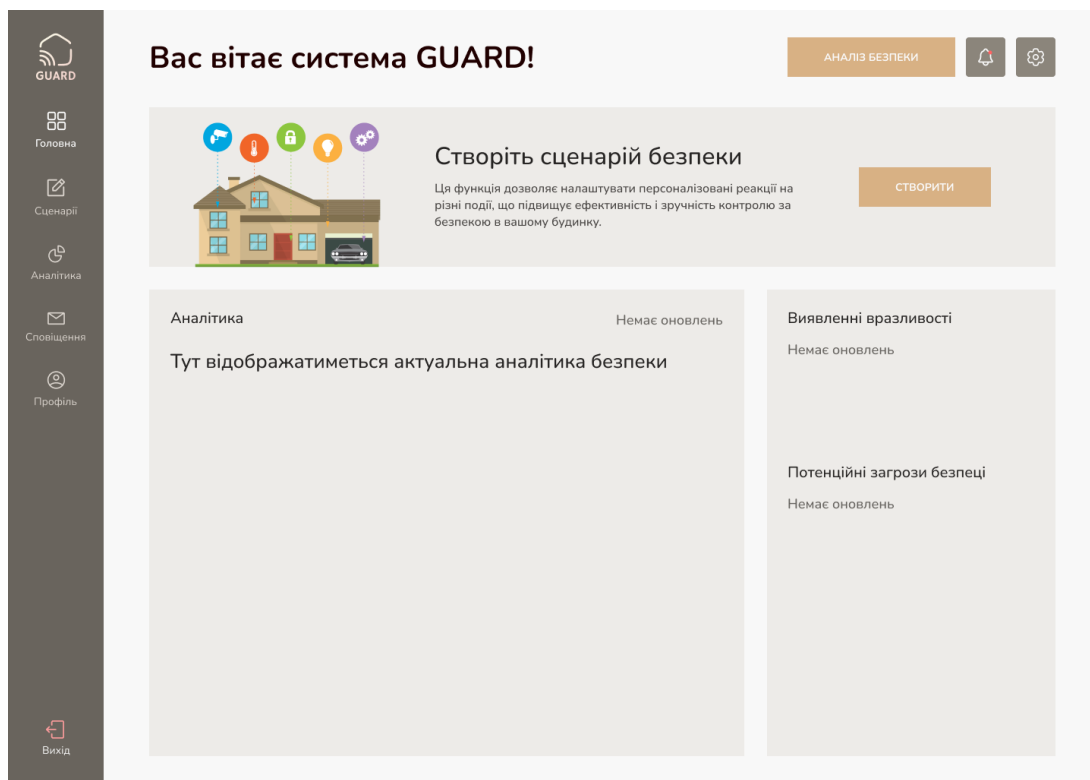 GUARD
Головна
Сценарії
Аналітика
Сповіщення
Профіль
Вихід
Вас вітає система GUARD!
АНАЛІЗ БЕЗПЕКИ
Створіть сценарій безпеки
Ця функція дозволяє налаштувати персоналізовані реакції на
різні події, що підвищує ефективність і зручність контролю за
безпекою в вашому будинку.
СТВОРИТИ
Аналітика
Немає оновлень
Тут відображатиметься актуальна аналітика безпеки
Виявленні вразливості
Немає оновлень
Потенційні загрози безпеці
Немає оновлень